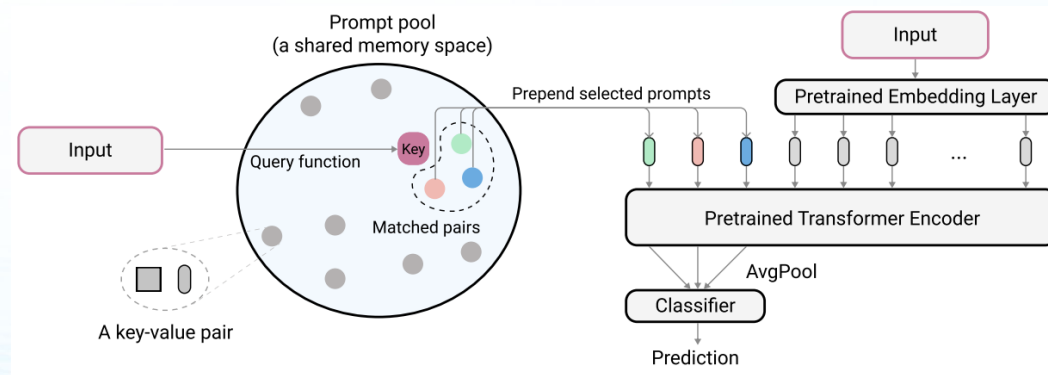 Prompt pool
(a shared memory space)
Input
Query function
Key
Matched pairs
A key-value pair
Prepend selected prompts
Input
Pretrained Embedding Layer
...
Pretrained Transformer Encoder
AvgPool
Classifier
Prediction